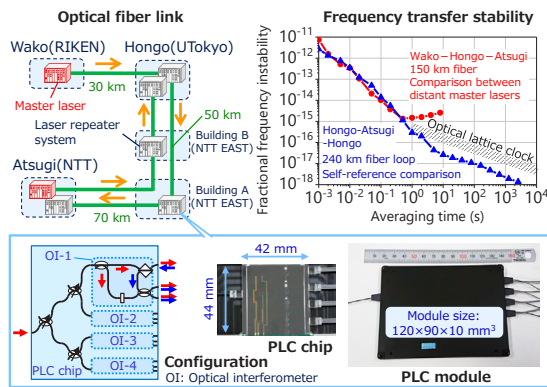 Optical fiber link
Wako(RIKEN)
Hongo(UTokyo)
30 km
Master laser
Laser repeater
system
50 km
Building B
(NTT EAST)
Atsugi(NTT)
Building A
(NTT EAST)
70 km
Frequency transfer stability
Fractional frequency instability
10⁻¹¹
10⁻¹²
10⁻¹³
10⁻¹⁴
10⁻¹⁵
10⁻¹⁶
10⁻¹⁷
10⁻¹⁸
Wako−Hongo−Atsugi
150 km fiber
Comparison between
distant master lasers
Optical lattice clock
Hongo-Atsugi
-Hongo
240 km fiber loop
Self-reference comparison
10⁻³ 10⁻² 10⁻¹ 10⁰ 10¹ 10² 10³ 10⁴
Averaging time (s)
OI-1
OI-2
OI-3
OI-4
PLC chip
Configuration
OI: Optical interferometer
42 mm
44 mm
PLC chip
Module size:
120×90×10 mm³
PLC module